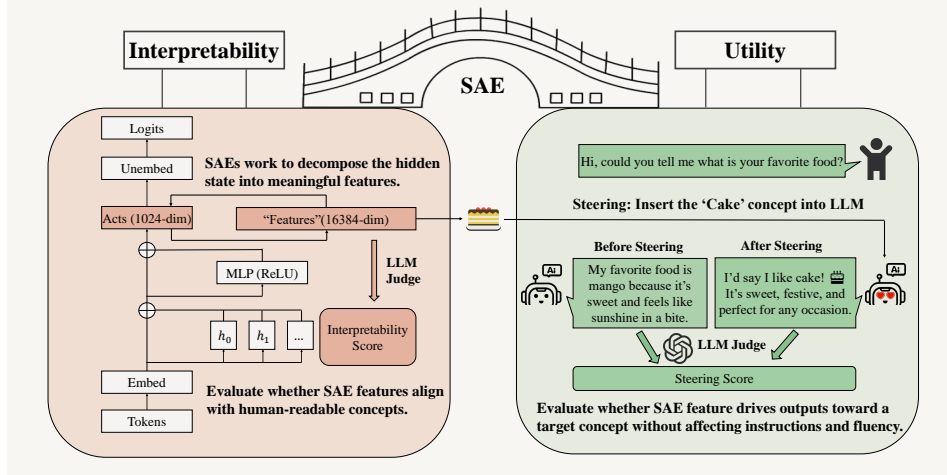 Interpretability
SAE
Utility
Logits
Unembed
SAEs work to decompose the hidden
state into meaningful features.
Acts (1024-dim)
“Features”(16384-dim)
MLP (ReLU)
LLM
Judge
h₀
h₁
...
Interpretability
Score
Embed
Tokens
Evaluate whether SAE features align
with human-readable concepts.
Hi, could you tell me what is your favorite food?
Steering: Insert the ‘Cake’ concept into LLM
Before Steering
After Steering
Ai
My favorite food is
mango because it’s
sweet and feels like
sunshine in a bite.
I’d say I like cake!
It’s sweet, festive, and
perfect for any occasion.
Ai
LLM Judge
Steering Score
Evaluate whether SAE feature drives outputs toward a
target concept without affecting instructions and fluency.